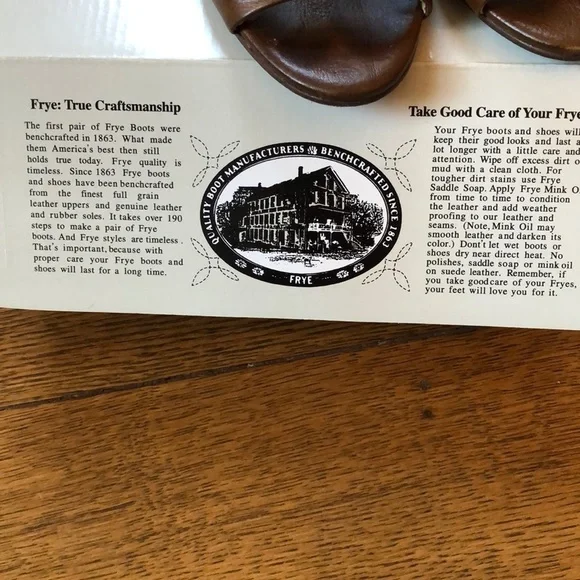 Frye: True Craftsmanship
The first pair of Frye Boots were
benchcrafted in 1863. What made
them America's best then still
holds true today. Frye quality is
timeless. Since 1863 Frye boots
and shoes have been benchcrafted
from the finest full grain
leather uppers and genuine leather
and rubber soles. It takes over 190
steps to make a pair of Frye
boots. And Frye styles are timeless.
That's important, because with
proper care your Frye boots and
shoes will last for a long time.
QUALITY BOOT MANUFACTURERS BENCHCRAFTED SINCE 1863
FRYE
Take Good Care of Your Frye
Your Frye boots and shoes will
keep their good looks and last a
lot longer with a little care and
attention. Wipe off excess dirt o
mud with a clean cloth. For
tougher dirt stains use Frye
Saddle Soap. Apply Frye Mink O
from time to time to condition
the leather and add weather
proofing to our leather and
seams. (Note, Mink Oil may
smooth leather and darken its
color.) Don't let wet boots or
shoes dry near direct heat. No
polishes, saddle soap or mink oil
on suede leather. Remember, if
you take good care of your Fryes,
your feet will love you for it.